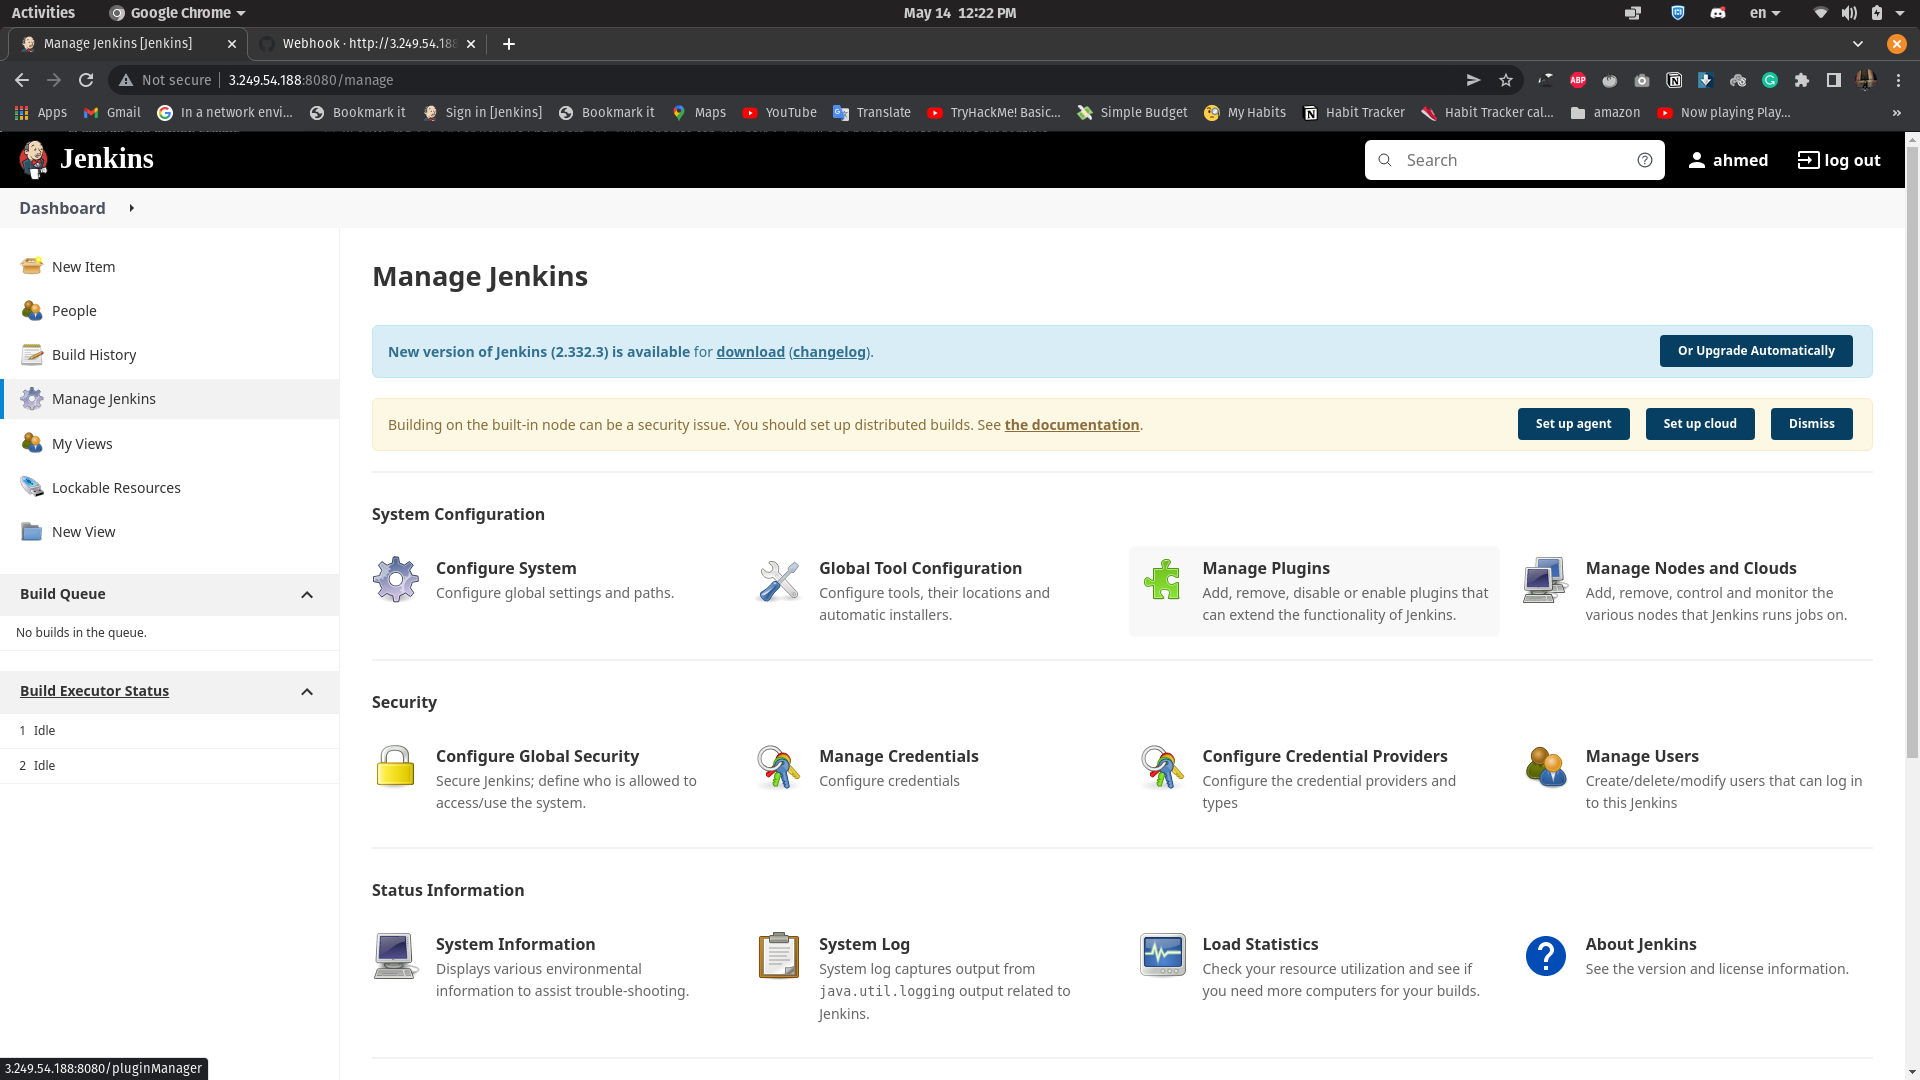 Activities
Google Chrome
May 14 12:22 PM
en
Manage Jenkins [Jenkins]
Webhook · http://3.249.54.188
Not secure
3.249.54.188:8080/manage
Apps
Gmail
In a network envi...
Bookmark it
Sign in [Jenkins]
Bookmark it
Maps
YouTube
Translate
TryHackMe! Basic...
Simple Budget
My Habits
Habit Tracker
Habit Tracker cal...
amazon
Now playing Play...
»
Jenkins
Search
ahmed
log out
Dashboard
New Item
People
Build History
Manage Jenkins
My Views
Lockable Resources
New View
Build Queue
No builds in the queue.
Build Executor Status
1 Idle
2 Idle
Manage Jenkins
New version of Jenkins (2.332.3) is available for download (changelog).
Or Upgrade Automatically
Building on the built-in node can be a security issue. You should set up distributed builds. See the documentation.
Set up agent
Set up cloud
Dismiss
System Configuration
Configure System
Configure global settings and paths.
Global Tool Configuration
Configure tools, their locations and
automatic installers.
Manage Plugins
Add, remove, disable or enable plugins that
can extend the functionality of Jenkins.
Manage Nodes and Clouds
Add, remove, control and monitor the
various nodes that Jenkins runs jobs on.
Security
Configure Global Security
Secure Jenkins; define who is allowed to
access/use the system.
Manage Credentials
Configure credentials
Configure Credential Providers
Configure the credential providers and
types
Manage Users
Create/delete/modify users that can log in
to this Jenkins
Status Information
System Information
Displays various environmental
information to assist trouble-shooting.
System Log
System log captures output from
java.util.logging output related to
Jenkins.
Load Statistics
Check your resource utilization and see if
you need more computers for your builds.
About Jenkins
See the version and license information.
3.249.54.188:8080/pluginManager